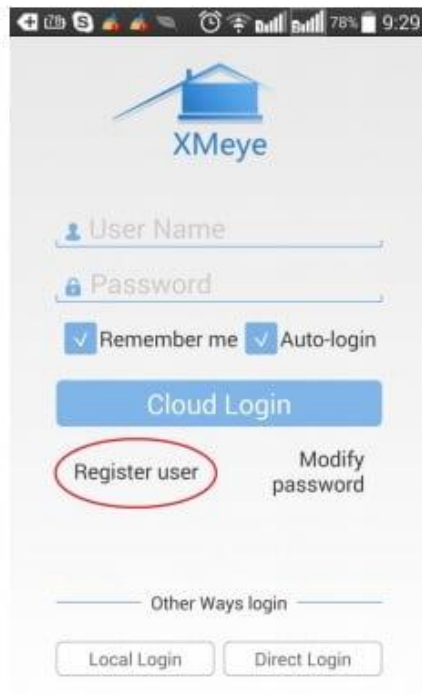 78% 9:29
XMeye
User Name
Password
Remember me Auto-login
Cloud Login
Register user
Modify
password
Other Ways login
Local Login Direct Login